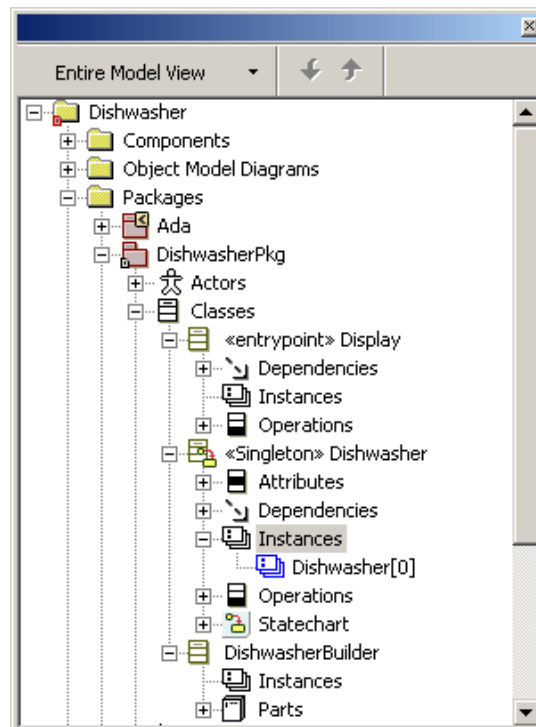 Entire Model View
Dishwasher
Components
Object Model Diagrams
Packages
Ada
DishwasherPkg
Actors
Classes
«entrypoint» Display
Dependencies
Instances
Operations
«Singleton» Dishwasher
Attributes
Dependencies
Instances
Dishwasher[0]
Operations
Statechart
DishwasherBuilder
Instances
Parts